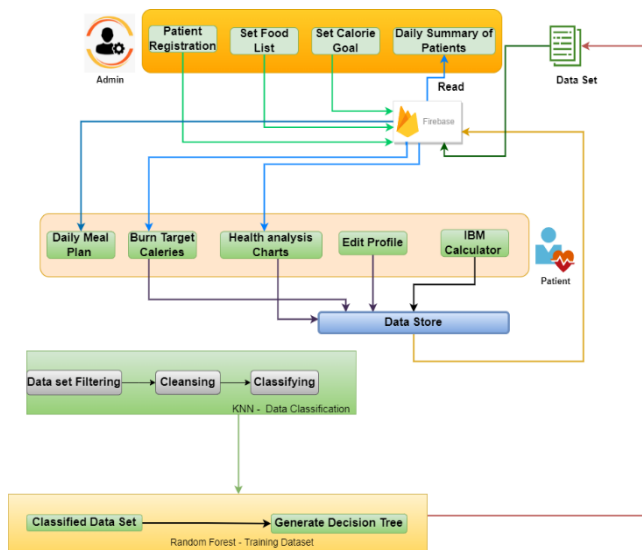 Patient
Registration
Set Food
List
Set Calorie
Goal
Daily Summary of
Patients
Admin
Read
Data Set
Firebase
Daily Meal
Plan
Burn Target
Caleries
Health analysis
Charts
Edit Profile
IBM
Calculator
Patient
Data Store
Data set Filtering
Cleansing
Classifying
KNN - Data Classification
Classified Data Set
Generate Decision Tree
Random Forest - Training Dataset